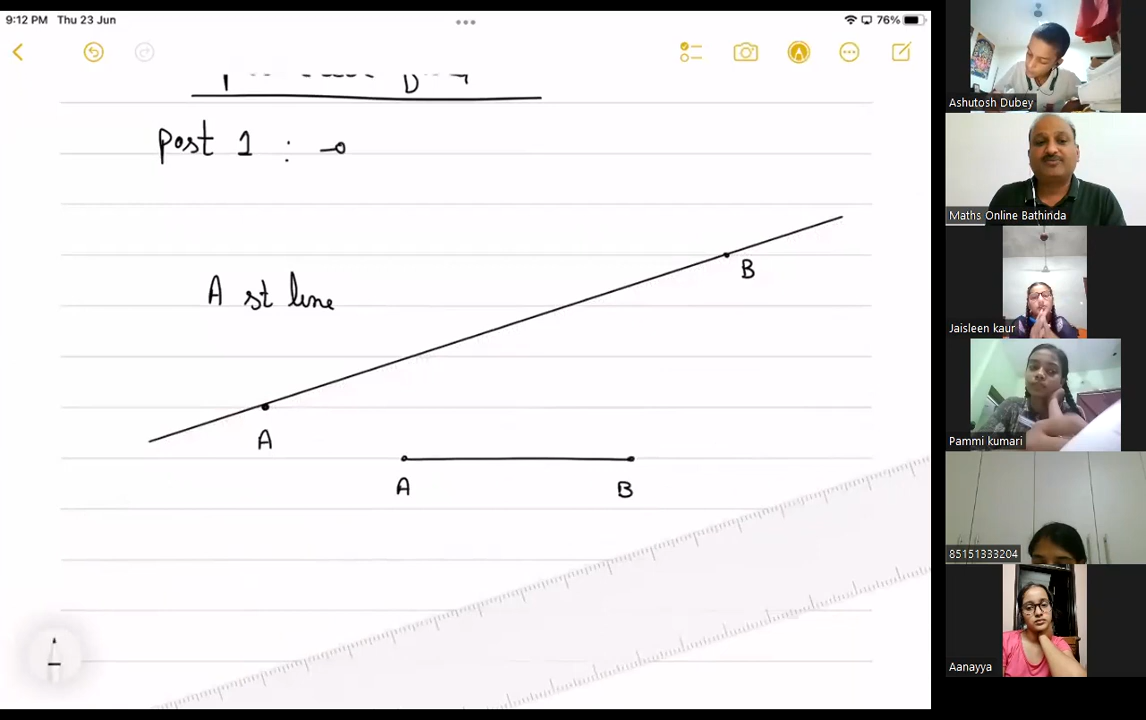 9:12 PM Thu 23 Jun
76%
Post 1 :
A st line
B
A
A B
Ashutosh Dubey
Maths Online Bathinda
Jaisleen kaur
Pammi kumari
85151333204
Aanayya